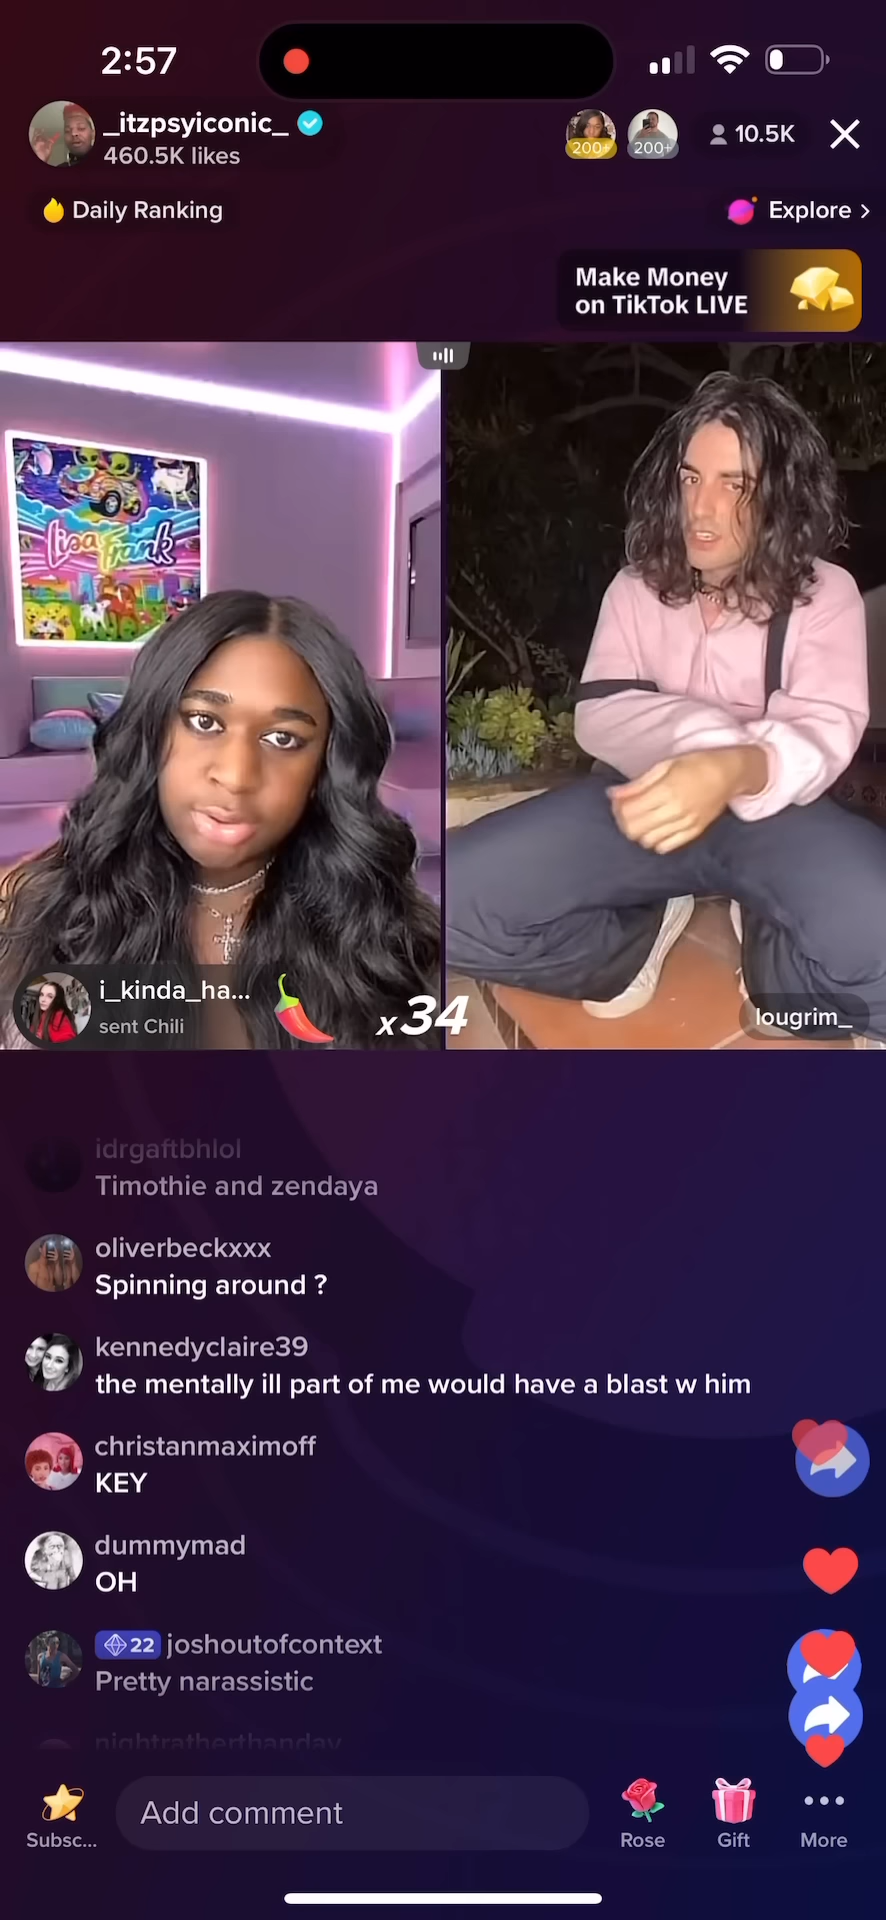 2:57
_itzpsyiconic_
460.5K likes
200+
200+
10.5K
Daily Ranking
Explore >
Make Money
on TikTok LIVE
Lisa Frank
i_kinda_ha...
sent Chili
x34
lougrim_
idrgaftbhlol
Timothie and zendaya
oliverbeckxxx
Spinning around ?
kennedyclaire39
the mentally ill part of me would have a blast w him
christanmaximoff
KEY
dummymad
OH
22 joshoutofcontext
Pretty narassistic
nightratherthanday
Subsc...
Add comment
Rose
Gift
More